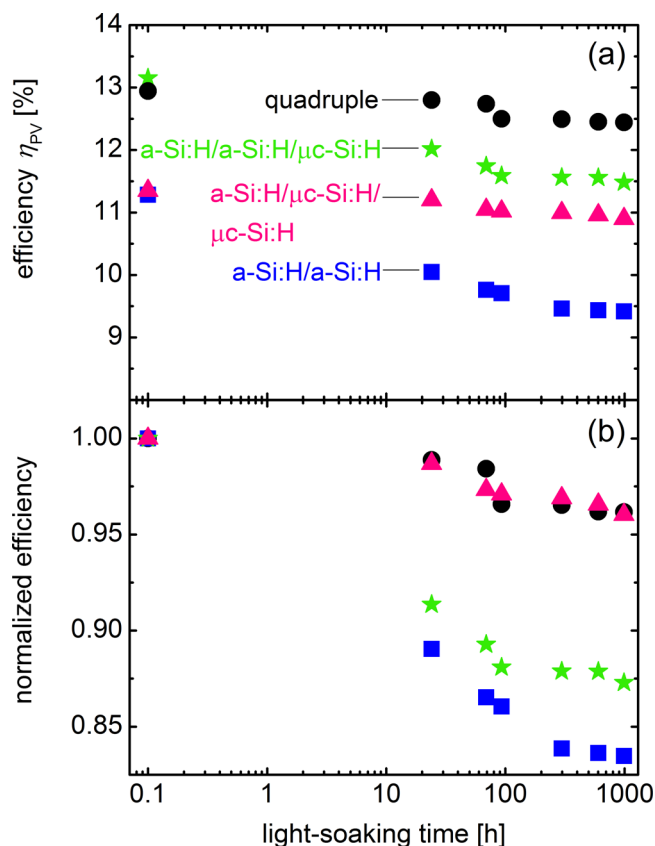 14
(a)
13
quadruple
12
a-Si:H/a-Si:H/μc-Si:H
a-Si:H/μc-Si:H/
μc-Si:H
11
a-Si:H/a-Si:H
10
9
efficiency ηPV [%]
(b)
1.00
0.95
0.90
0.85
normalized efficiency
0.1 1 10 100 1000
light-soaking time [h]